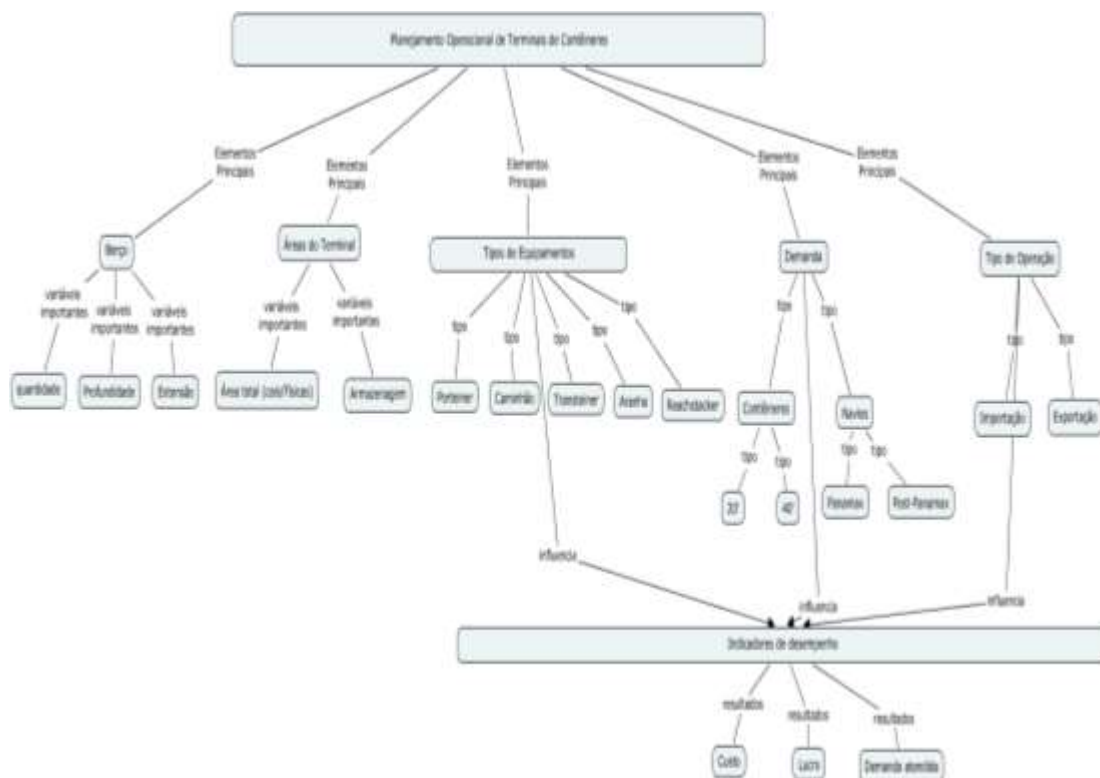 Planejamento Operacional de Terminais de Contêineres
Elementos
Principais
Elementos
Principais
Elementos
Principais
Elementos
Principais
Elementos
Principais
Berço
Áreas do Terminal
Tipos de Equipamentos
Demanda
Tipo de Operação
variáveis
importantes
variáveis
importantes
variáveis
importantes
variáveis
importantes
variáveis
importantes
tipo
tipo
tipo
tipo
tipo
tipo
tipo
tipo
tipo
quantidade
Profundidade
Extensão
Área total (cais/físicas)
Armazenagem
Porteiner
Caminhão
Transteiner
Aranha
Reachstacker
Contêineres
Navios
Importação
Exportação
tipo
tipo
tipo
tipo
20'
40'
Panamax
Post-Panamax
influencia
influencia
influencia
Indicadores de desempenho
resultados
resultados
resultados
Custo
Lucro
Demanda atendida